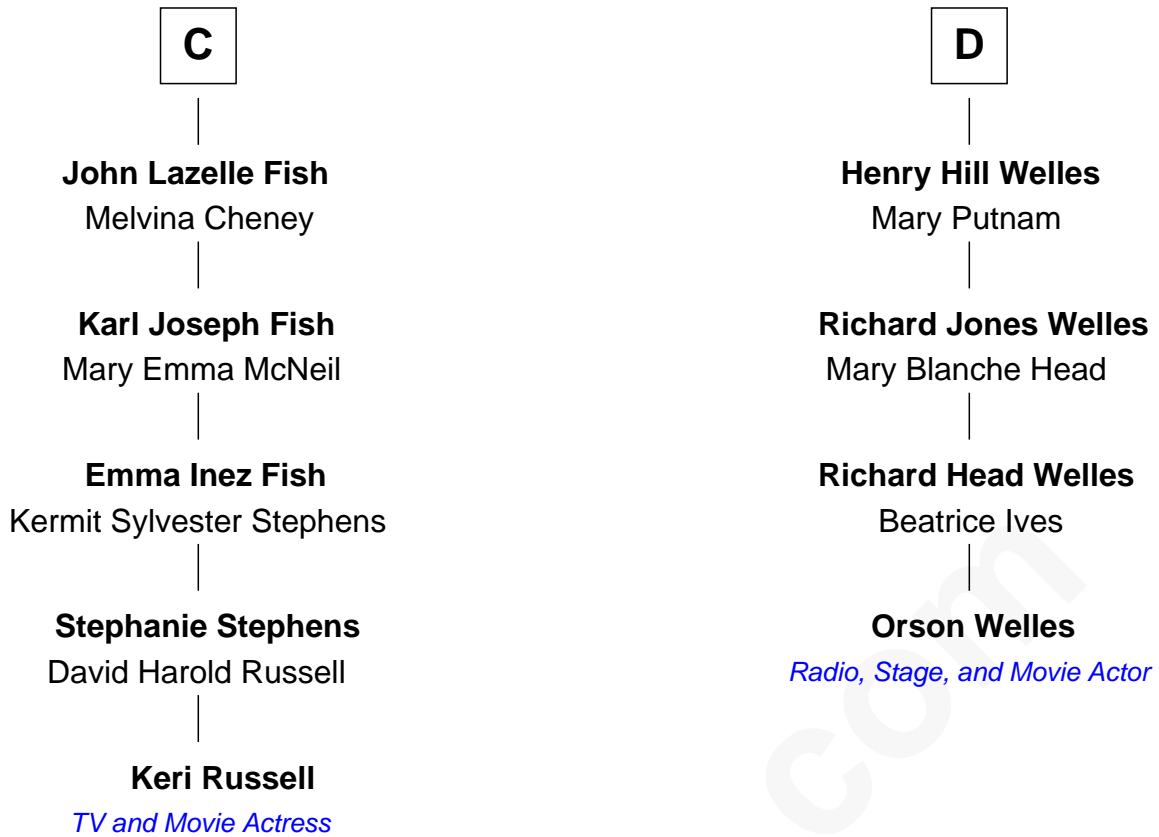 C
John Lazelle Fish
Melvina Cheney
Karl Joseph Fish
Mary Emma McNeil
Emma Inez Fish
Kermit Sylvester Stephens
Stephanie Stephens
David Harold Russell
Keri Russell
TV and Movie Actress
D
Henry Hill Welles
Mary Putnam
Richard Jones Welles
Mary Blanche Head
Richard Head Welles
Beatrice Ives
Orson Welles
Radio, Stage, and Movie Actor
com